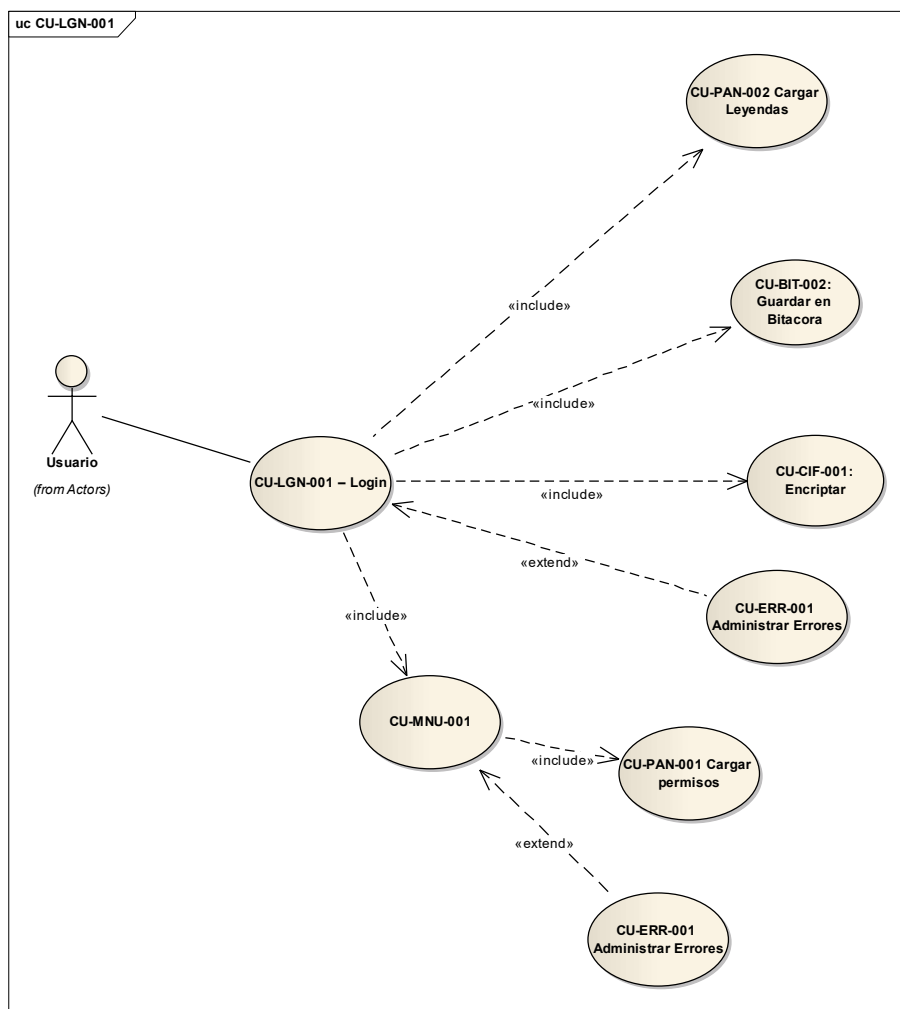 uc CU-LGN-001
CU-PAN-002 Cargar
Leyendas
«include»
CU-BIT-002:
Guardar en
Bitacora
«include»
Usuario
(from Actors)
CU-LGN-001 – Login
CU-CIF-001:
Encriptar
«include»
«extend»
CU-ERR-001
Administrar Errores
«include»
CU-MNU-001
«include»
CU-PAN-001 Cargar
permisos
«extend»
CU-ERR-001
Administrar Errores